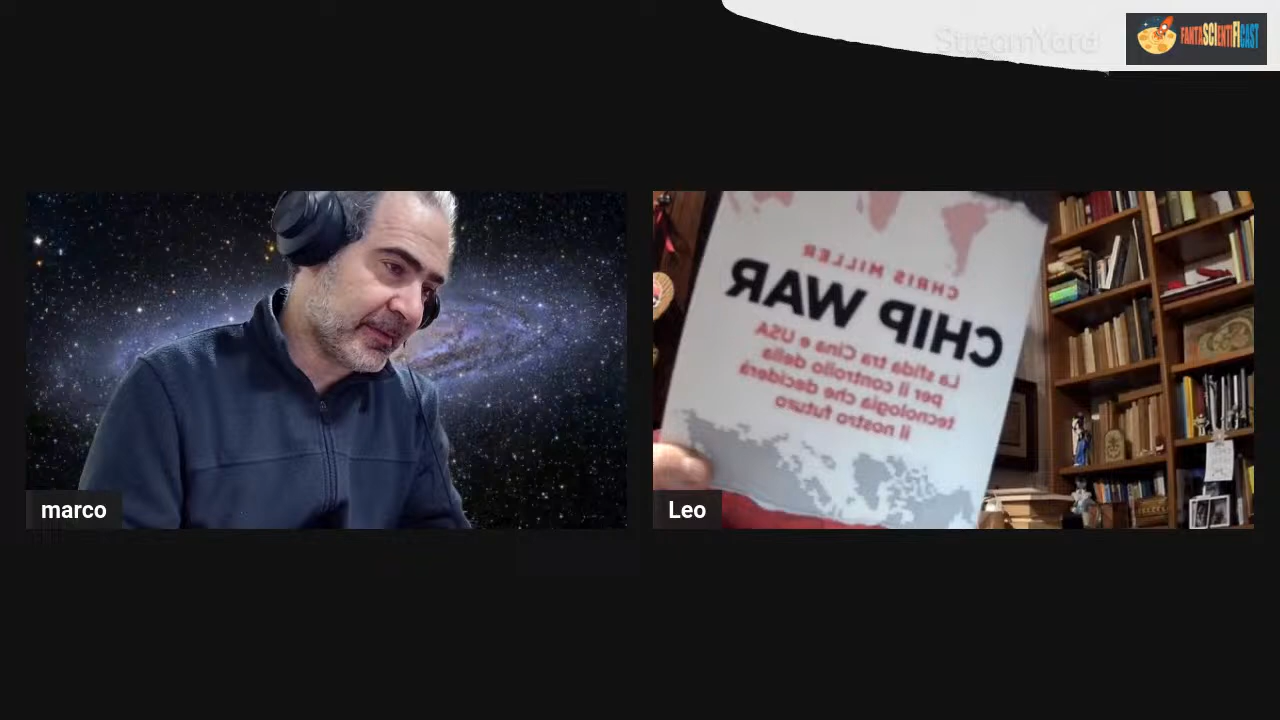 StreamYard
FANTASCIENTIFICAST
CHRIS MILLER
CHIP WAR
La sfida tra Cina e USA
per il controllo della
tecnologia che deciderà
il nostro futuro
marco
Leo